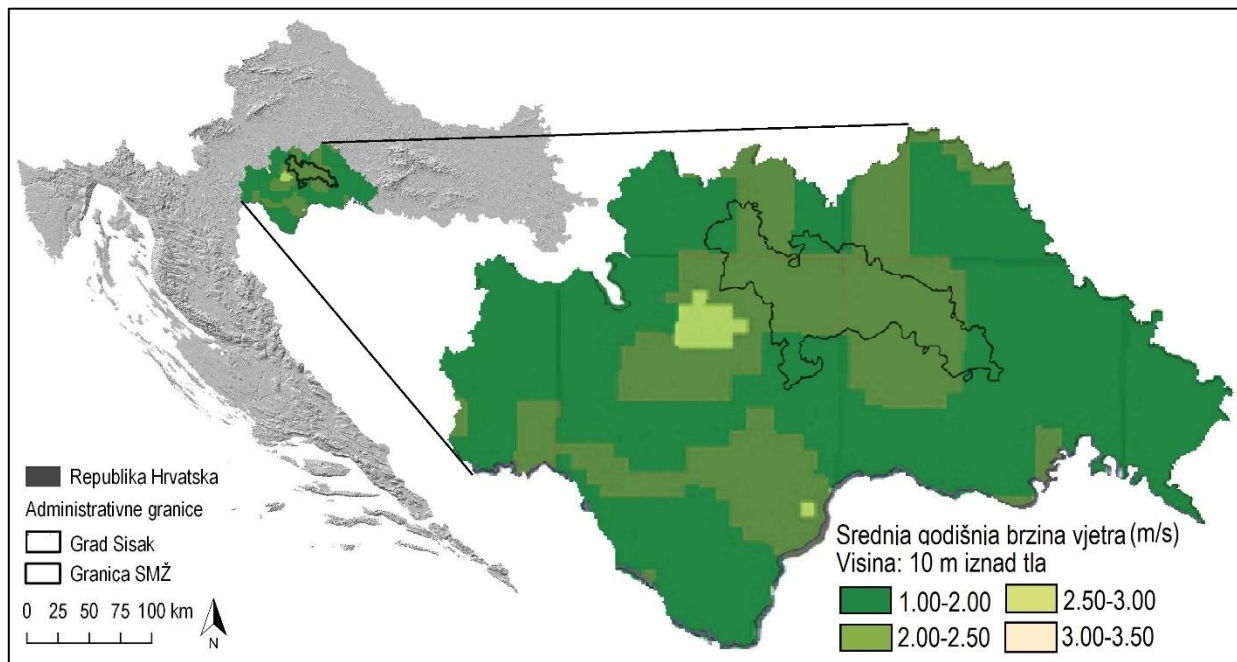 Republika Hrvatska
Administrativne granice
Grad Sisak
Granica SMŽ
0 25 50 75 100 km
N
Srednja godišnja brzina vjetra (m/s)
Visina: 10 m iznad tla
1.00-2.00
2.50-3.00
2.00-2.50
3.00-3.50